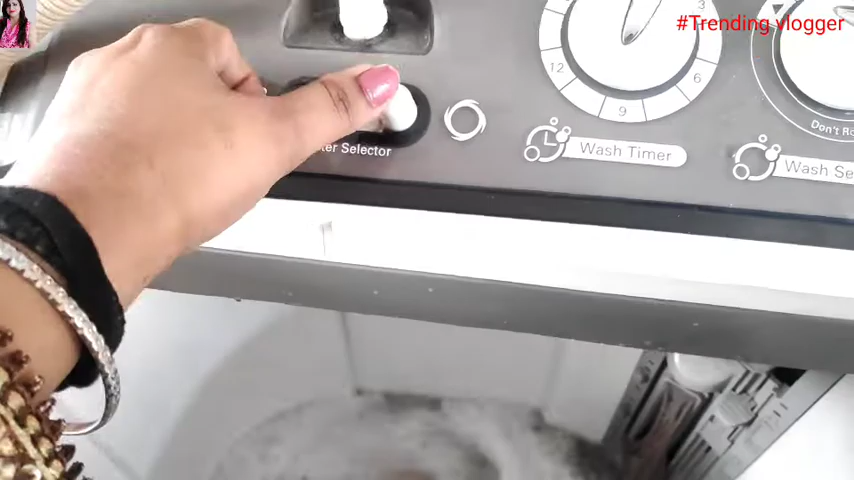 #Trending vlogger
3
12
6
9
Don't Ro
ter Selector
Wash Timer
Wash Se